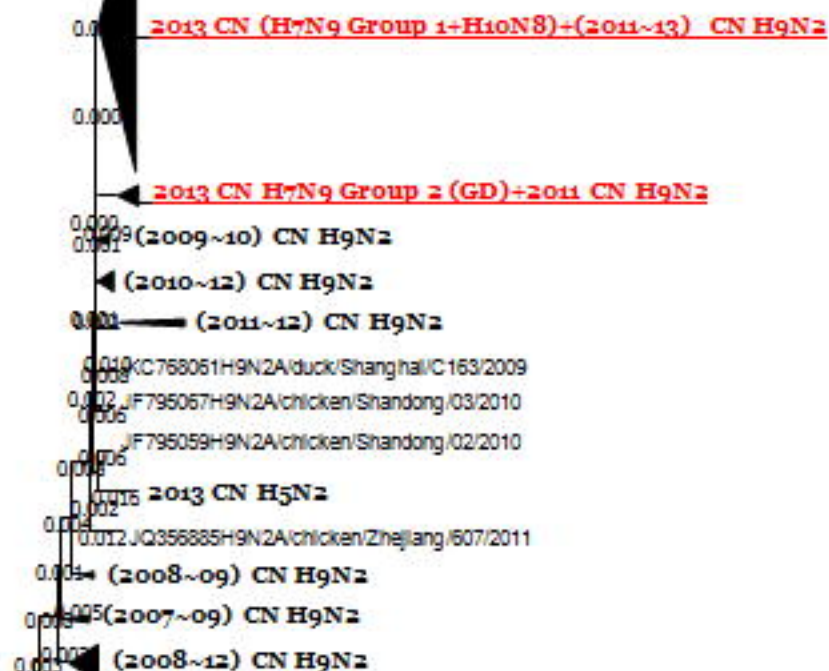 2013 CN (H7N9 Group 1+H10N8)+(2011~13) CN H9N2
0.000
2013 CN H7N9 Group 2 (GD)+2011 CN H9N2
(2009~10) CN H9N2
(2010~12) CN H9N2
(2011~12) CN H9N2
KC768061H9N2A/duck/Shanghai/C163/2009
JF795067H9N2A/chicken/Shandong/03/2010
JF795059H9N2A/chicken/Shandong/02/2010
2013 CN H5N2
0.012 JQ356885H9N2A/chicken/Zhejiang/607/2011
(2008~09) CN H9N2
(2007~09) CN H9N2
(2008~12) CN H9N2